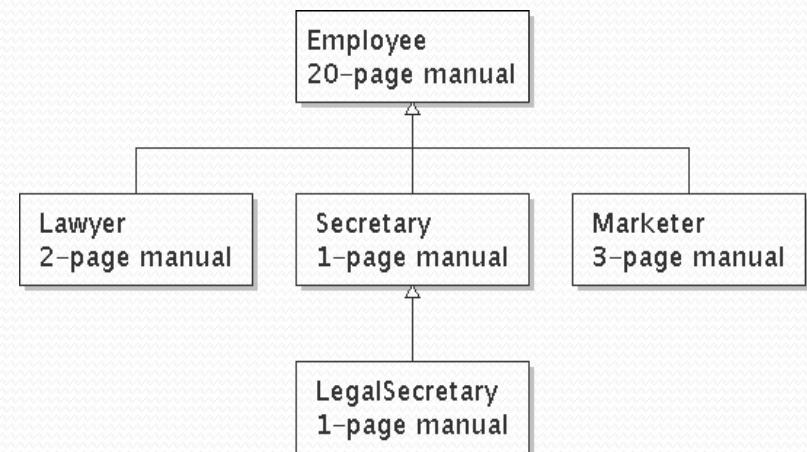 Employee
20-page manual
Lawyer
2-page manual
Secretary
1-page manual
Marketer
3-page manual
LegalSecretary
1-page manual